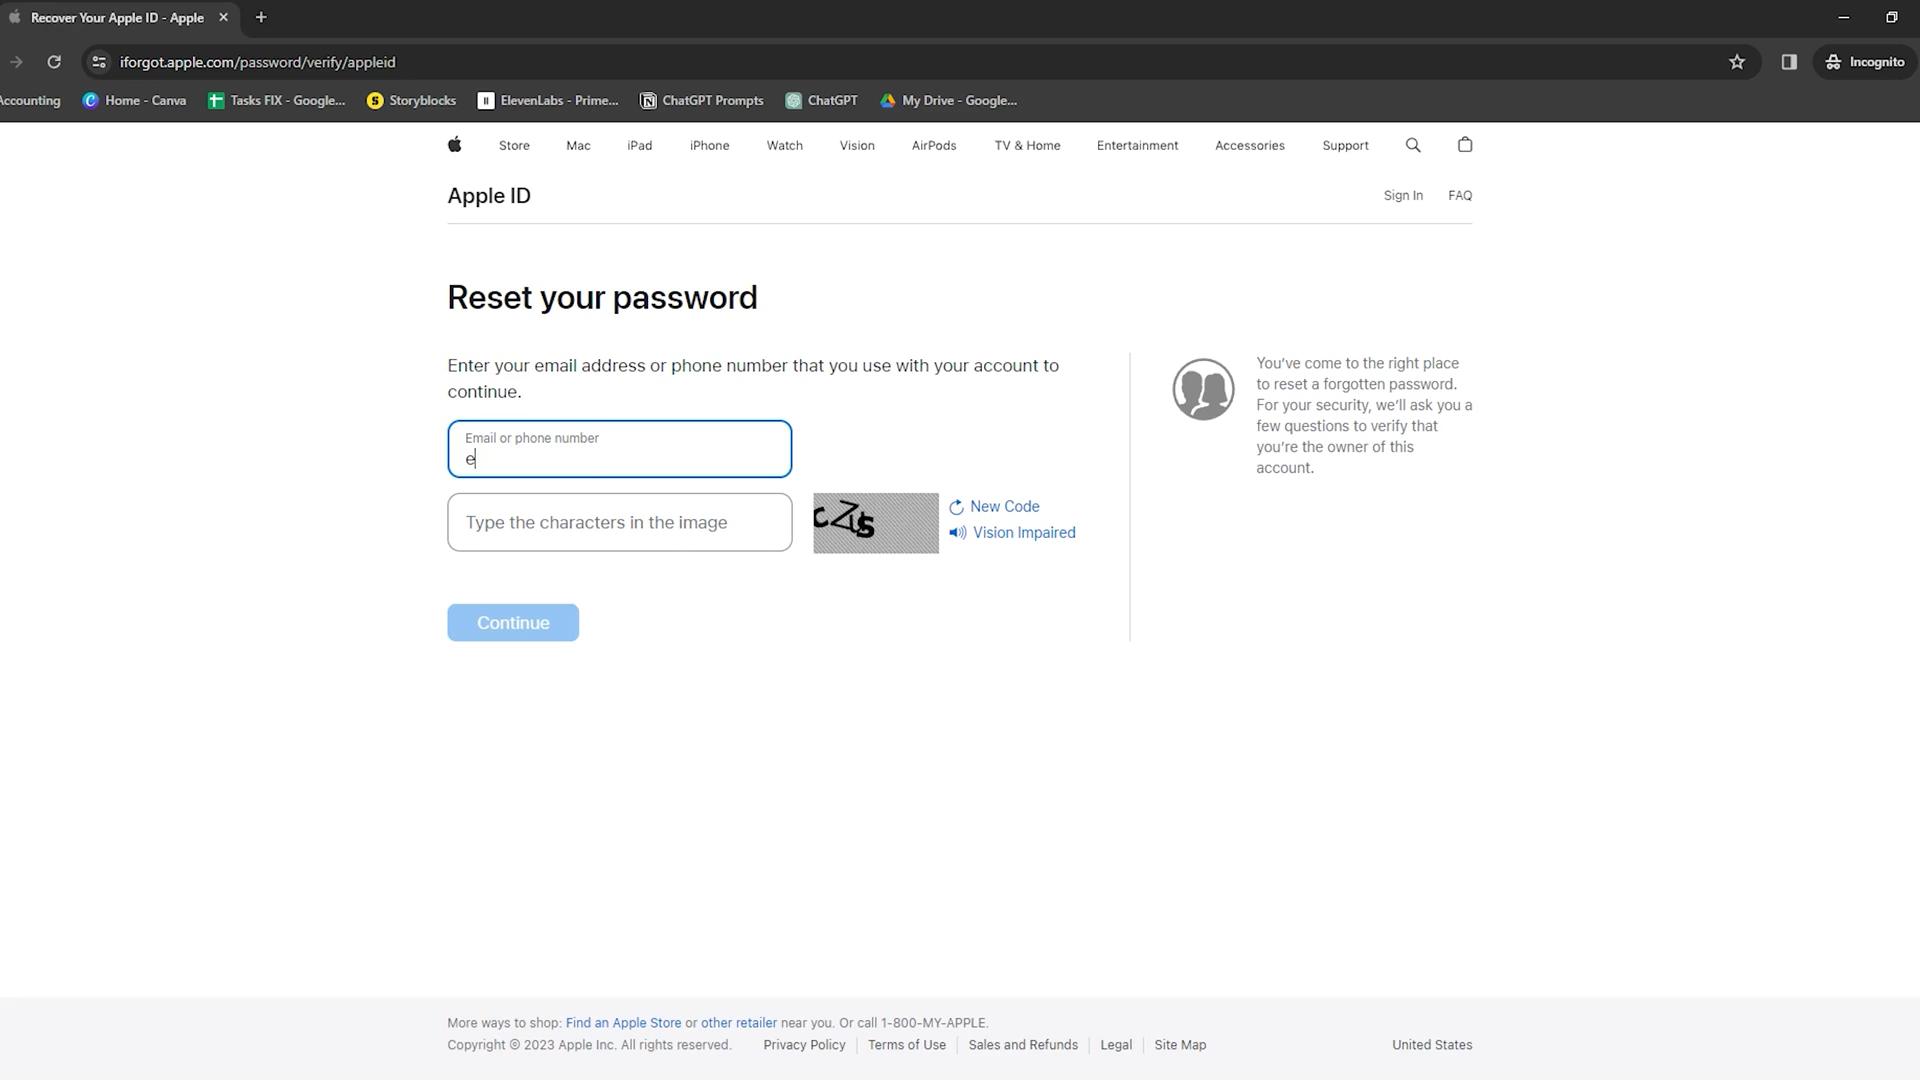 Recover Your Apple ID - Apple
iforgot.apple.com/password/verify/appleid
Incognito
Accounting Home - Canva Tasks FIX - Google... Storyblocks ElevenLabs - Prime... ChatGPT Prompts ChatGPT My Drive - Google...
Store Mac iPad iPhone Watch Vision AirPods TV & Home Entertainment Accessories Support
Apple ID
Sign In FAQ
Reset your password
Enter your email address or phone number that you use with your account to
continue.
Email or phone number
e
Type the characters in the image
New Code
Vision Impaired
Continue
You’ve come to the right place
to reset a forgotten password.
For your security, we’ll ask you a
few questions to verify that
you’re the owner of this
account.
More ways to shop: Find an Apple Store or other retailer near you. Or call 1-800-MY-APPLE.
Copyright © 2023 Apple Inc. All rights reserved. Privacy Policy Terms of Use Sales and Refunds Legal Site Map United States